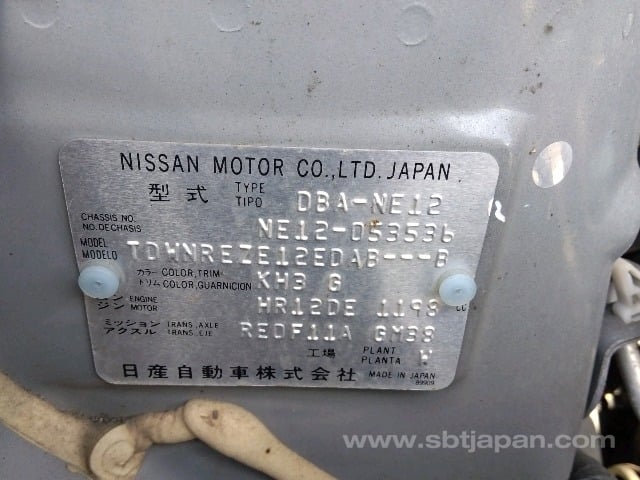 NISSAN MOTOR CO.,LTD. JAPAN
型式 TYPE TIPO DBA-NE12
CHASSIS NO. NO.DECHASIS NE12-053536
MODEL MODELO TDWNREZE12EDAB---B
カラー COLOR,TRIM トリム COLOR,GUARNICION KH3 G
ジン ENGINE MOTOR HR12DE 1198 CC
ミッション TRANS.,AXLE アクスル TRANS.,EJE RE0F11A GM38
工場 PLANT PLANTA W
日産自動車株式会社 MADE IN JAPAN
89909
www.sbtjapan.com